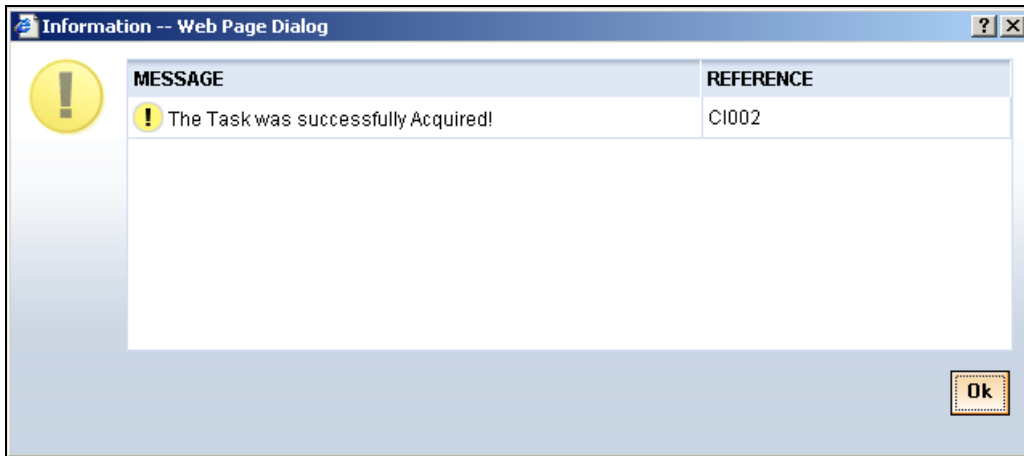 Information -- Web Page Dialog
MESSAGE REFERENCE
The Task was successfully Acquired! CI002
Ok